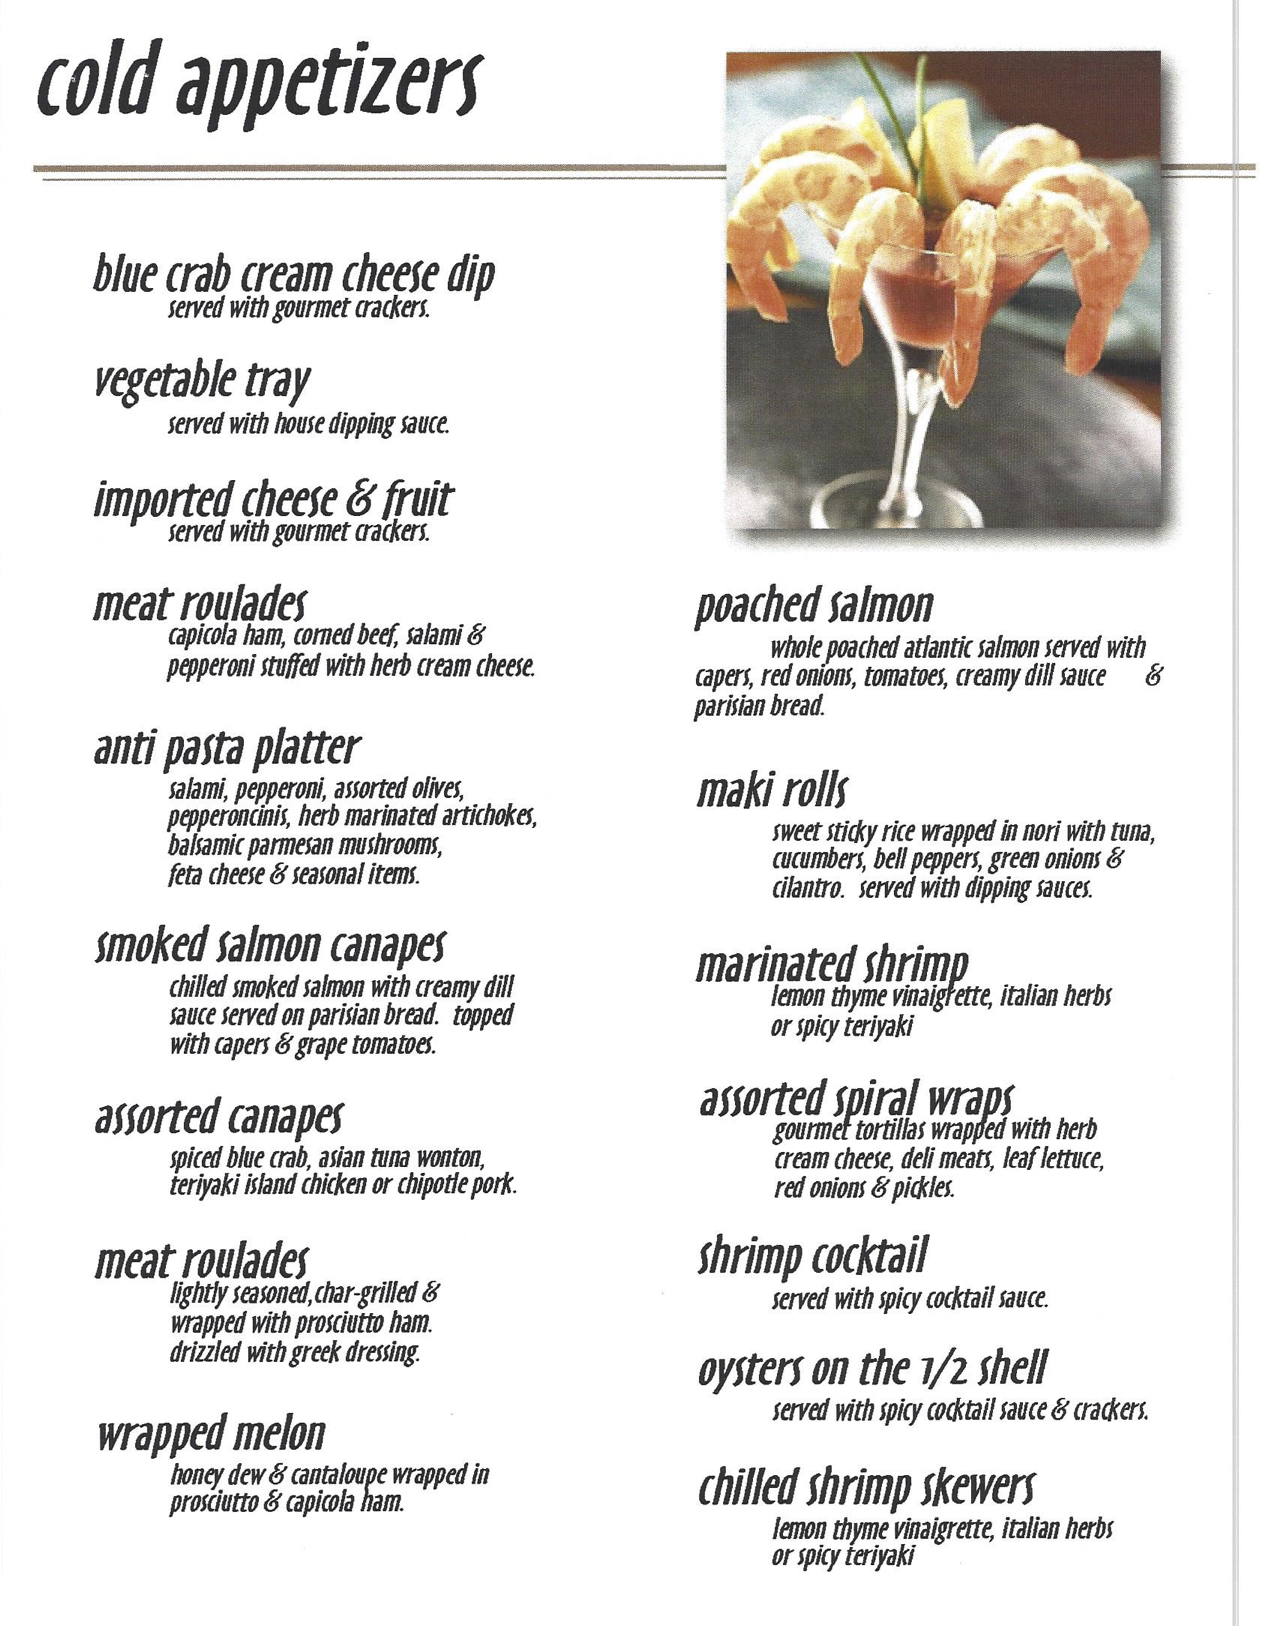 cold appetizers
blue crab cream cheese dip
served with gourmet crackers.
vegetable tray
served with house dipping sauce.
imported cheese & fruit
served with gourmet crackers.
meat roulades
capicola ham, corned beef, salami &
pepperoni stuffed with herb cream cheese.
anti pasta platter
salami, pepperoni, assorted olives,
pepperoncinis, herb marinated artichokes,
balsamic parmesan mushrooms,
feta cheese & seasonal items.
smoked salmon canapes
chilled smoked salmon with creamy dill
sauce served on parisian bread. topped
with capers & grape tomatoes.
assorted canapes
spiced blue crab, asian tuna wonton,
teriyaki island chicken or chipotle pork.
meat roulades
lightly seasoned,char-grilled &
wrapped with prosciutto ham.
drizzled with greek dressing.
wrapped melon
honey dew & cantaloupe wrapped in
prosciutto & capicola ham.
poached salmon
whole poached atlantic salmon served with
capers, red onions, tomatoes, creamy dill sauce &
parisian bread.
maki rolls
sweet sticky rice wrapped in nori with tuna,
cucumbers, bell peppers, green onions &
cilantro. served with dipping sauces.
marinated shrimp
lemon thyme vinaigrette, italian herbs
or spicy teriyaki
assorted spiral wraps
gourmet tortillas wrapped with herb
cream cheese, deli meats, leaf lettuce,
red onions & pickles.
shrimp cocktail
served with spicy cocktail sauce.
oysters on the 1/2 shell
served with spicy cocktail sauce & crackers.
chilled shrimp skewers
lemon thyme vinaigrette, italian herbs
or spicy teriyaki